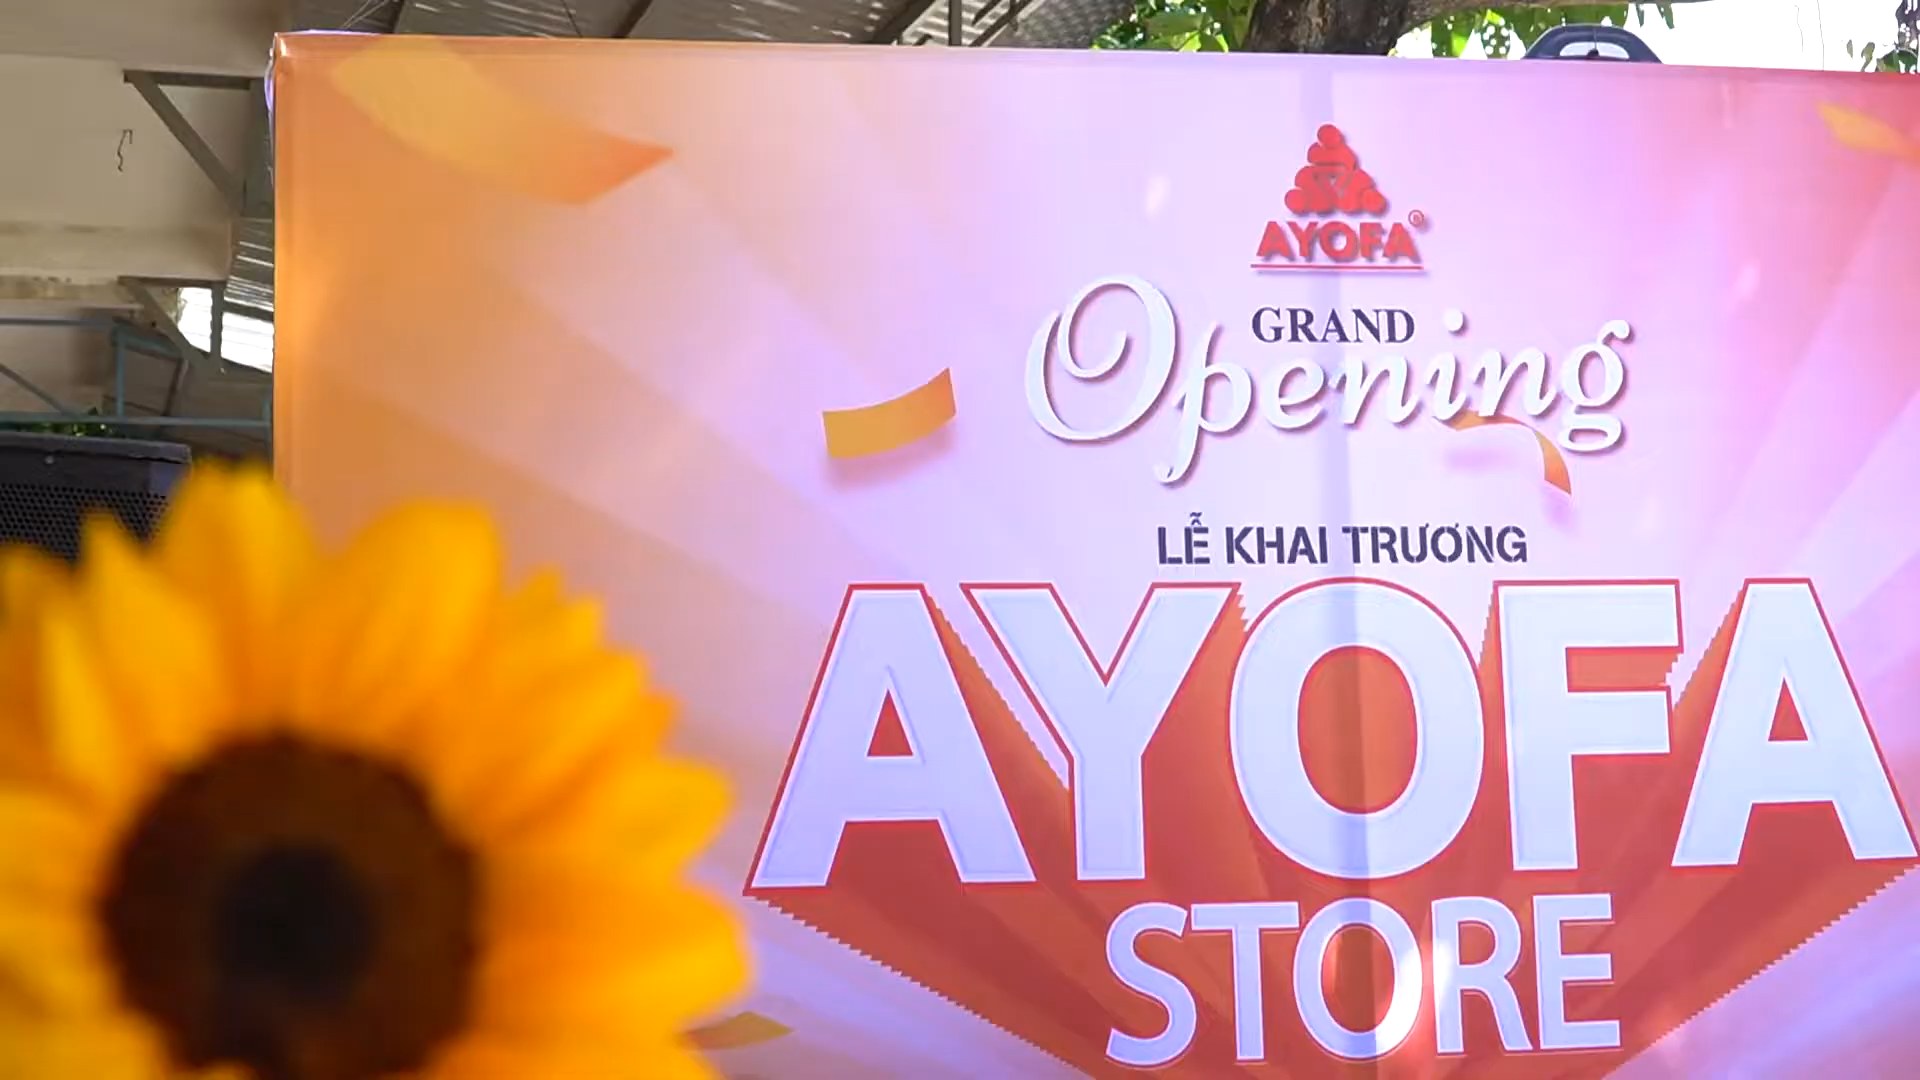 AYOFA®
GRAND
Opening
LỄ KHAI TRƯƠNG
AYOFA
STORE